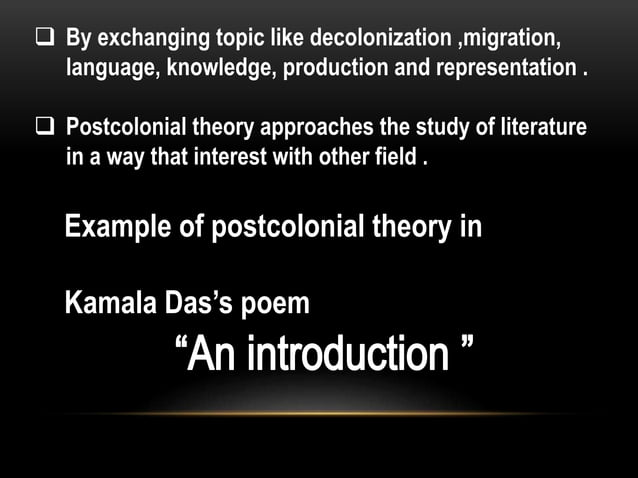 ❑ By exchanging topic like decolonization ,migration,
language, knowledge, production and representation .
❑ Postcolonial theory approaches the study of literature
in a way that interest with other field .
Example of postcolonial theory in
Kamala Das’s poem
“An introduction ”